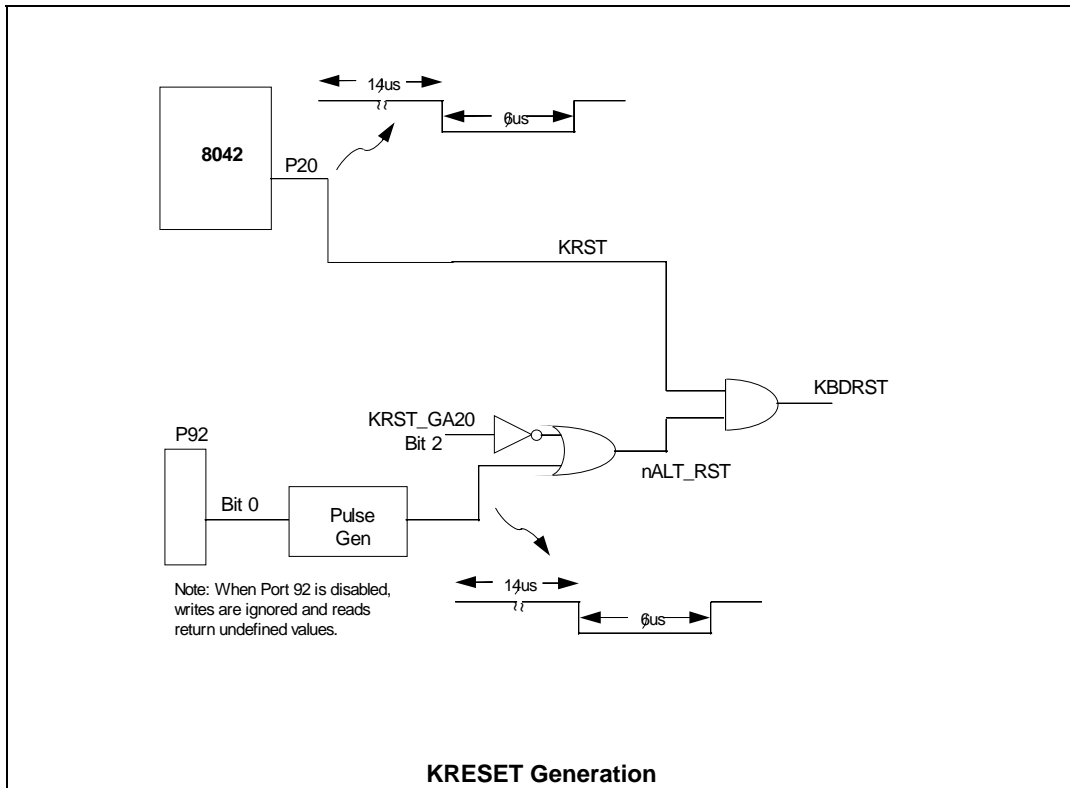 14us
6us
8042
P20
KRST
KBDRST
KRST_GA20
Bit 2
P92
nALT_RST
Bit 0
Pulse
Gen
14us
6us
Note: When Port 92 is disabled,
writes are ignored and reads
return undefined values.
KRESET Generation